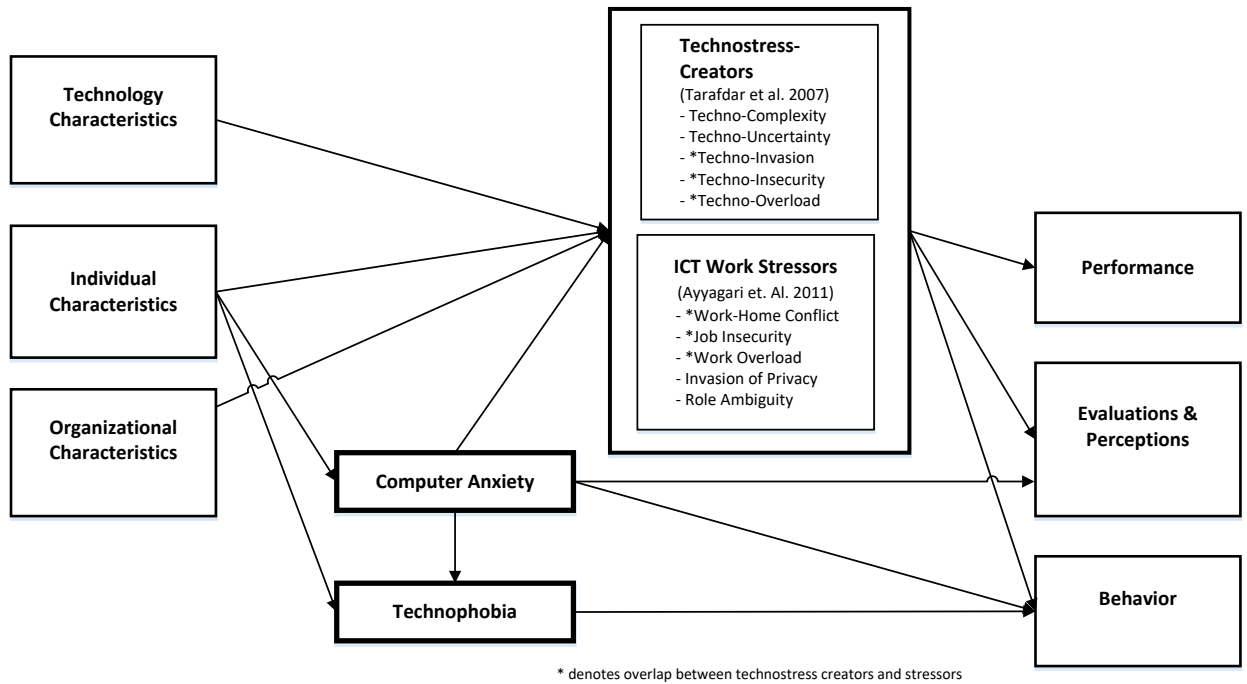 Technology
Characteristics
Individual
Characteristics
Organizational
Characteristics
Technostress-
Creators
(Tarafdar et al. 2007)
- Techno-Complexity
- Techno-Uncertainty
- *Techno-Invasion
- *Techno-Insecurity
- *Techno-Overload
ICT Work Stressors
(Ayyagari et. Al. 2011)
- *Work-Home Conflict
- *Job Insecurity
- *Work Overload
- Invasion of Privacy
- Role Ambiguity
Computer Anxiety
Technophobia
Performance
Evaluations &
Perceptions
Behavior
* denotes overlap between technostress creators and stressors